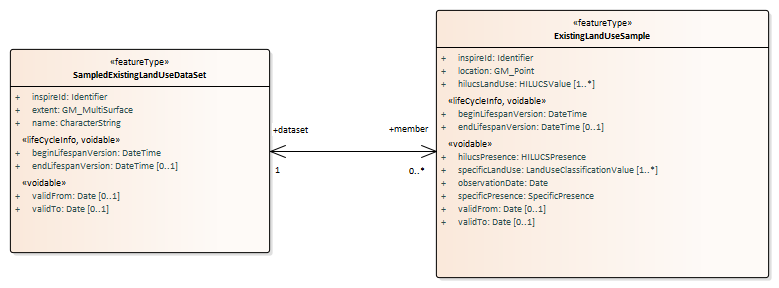 «featureType»
SampledExistingLandUseDataSet
+ inspireId: Identifier
+ extent: GM_MultiSurface
+ name: CharacterString
«lifeCycleInfo, voidable»
+ beginLifespanVersion: DateTime
+ endLifespanVersion: DateTime [0..1]
«voidable»
+ validFrom: Date [0..1]
+ validTo: Date [0..1]
+dataset
1
+member
0..*
«featureType»
ExistingLandUseSample
+ inspireId: Identifier
+ location: GM_Point
+ hilucsLandUse: HILUCSValue [1..*]
«lifeCycleInfo, voidable»
+ beginLifespanVersion: DateTime
+ endLifespanVersion: DateTime [0..1]
«voidable»
+ hilucsPresence: HILUCSPresence
+ specificLandUse: LandUseClassificationValue [1..*]
+ observationDate: Date
+ specificPresence: SpecificPresence
+ validFrom: Date [0..1]
+ validTo: Date [0..1]